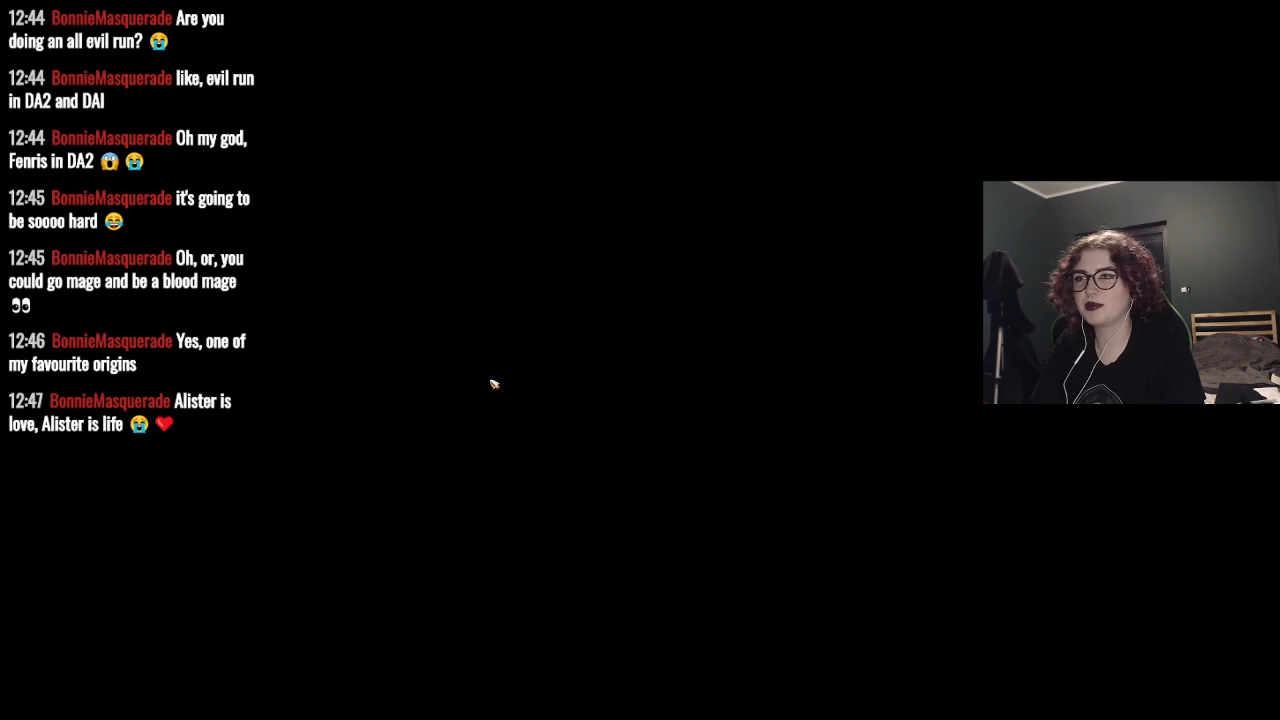 12:44 BonnieMasquerade Are you
doing an all evil run? 😭
12:44 BonnieMasquerade like, evil run
in DA2 and DAI
12:44 BonnieMasquerade Oh my god,
Fenris in DA2 😱 😭
12:45 BonnieMasquerade it's going to
be soooo hard 😂
12:45 BonnieMasquerade Oh, or, you
could go mage and be a blood mage
👀
12:46 BonnieMasquerade Yes, one of
my favourite origins
12:47 BonnieMasquerade Alister is
love, Alister is life 😭 ❤️